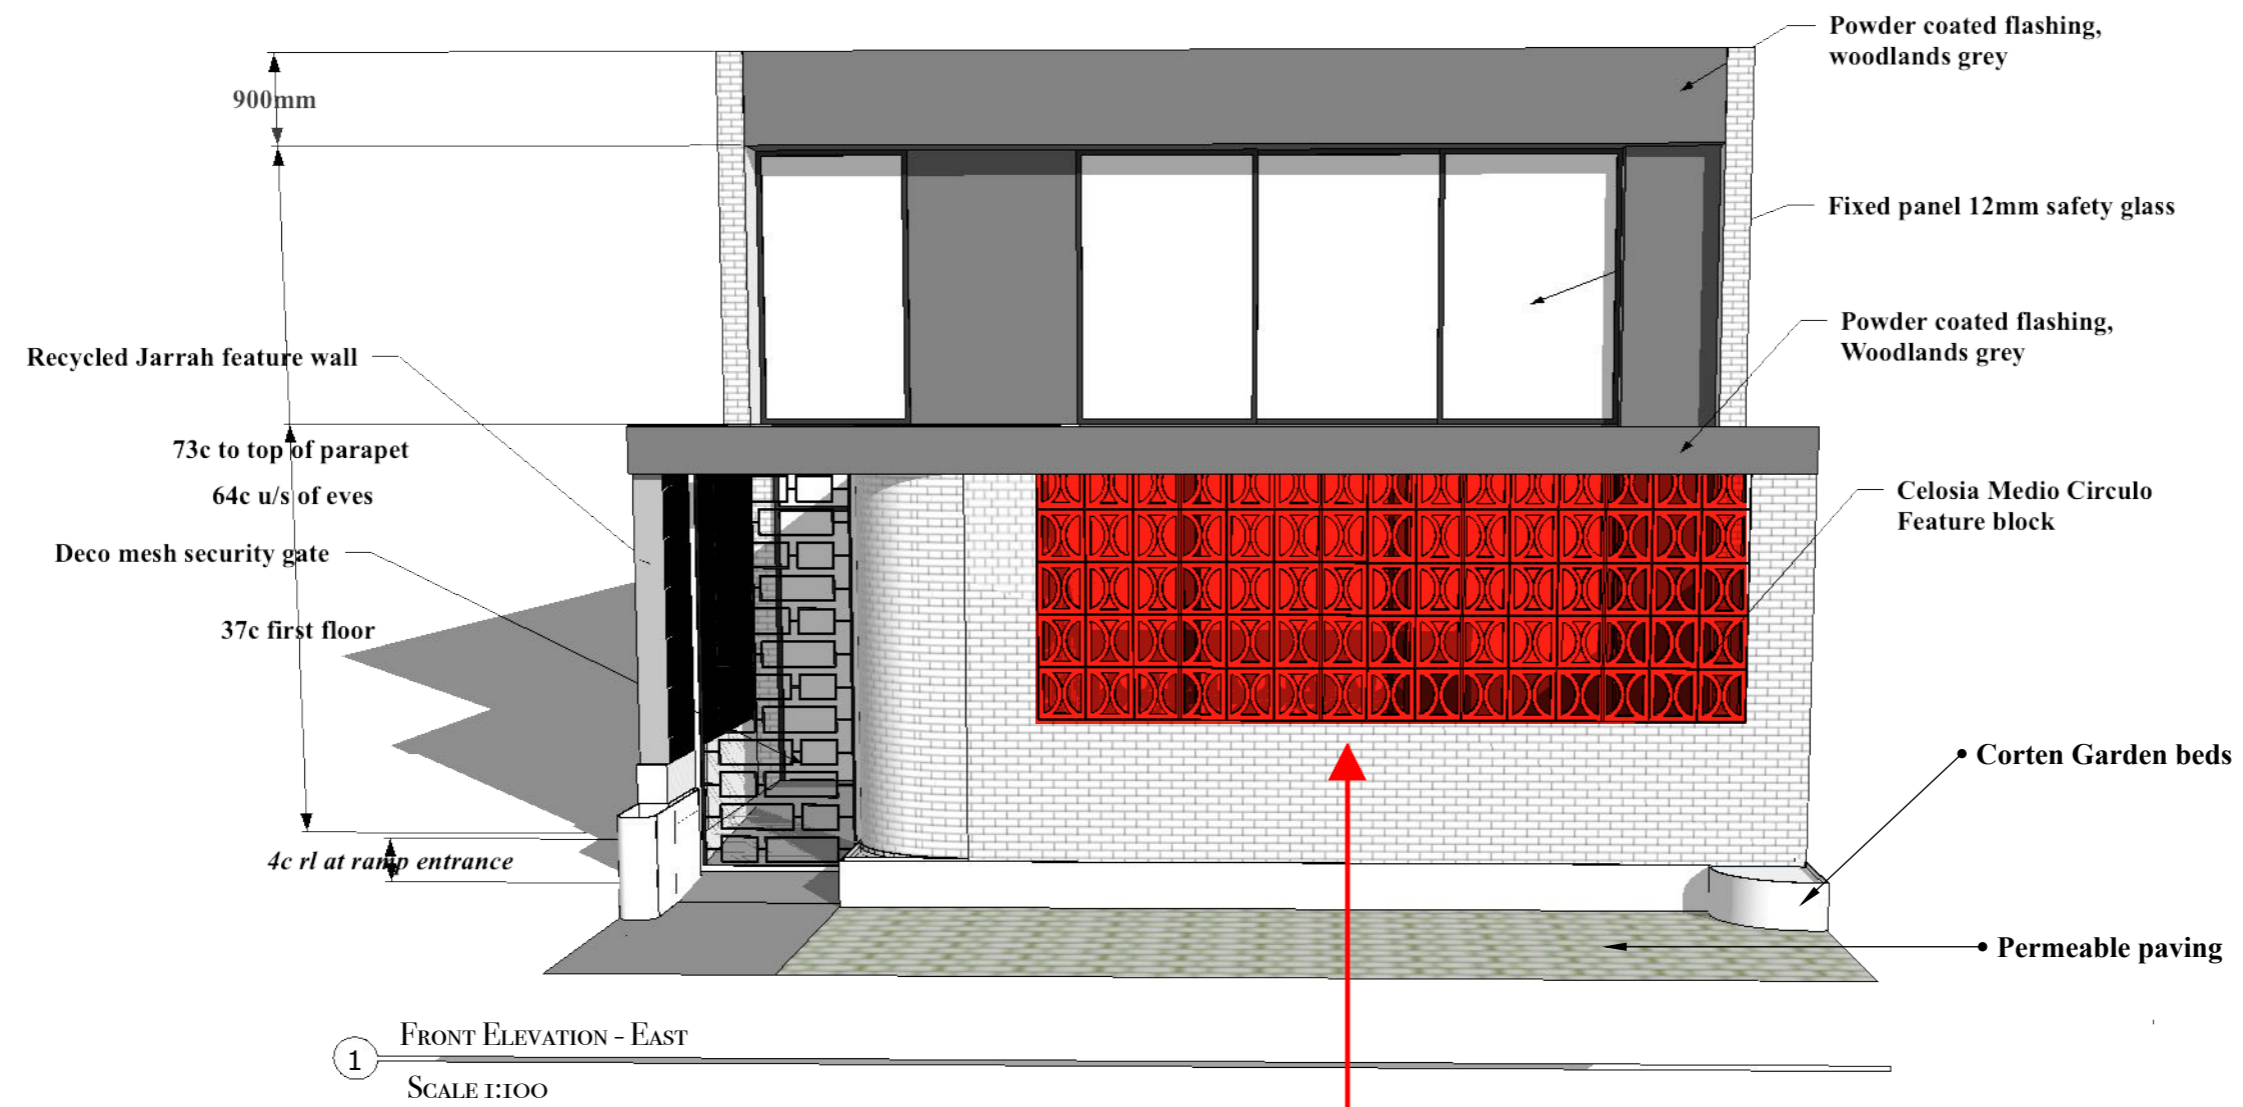 Powder coated flashing,
woodlands grey
900mm
Fixed panel 12mm safety glass
Powder coated flashing,
Woodlands grey
Recycled Jarrah feature wall
73c to top of parapet
64c u/s of eves
Celosia Medio Circulo
Feature block
Deco mesh security gate
37c first floor
Corten Garden beds
4c rl at ramp entrance
Permeable paving
1
Front Elevation - East
Scale 1:100